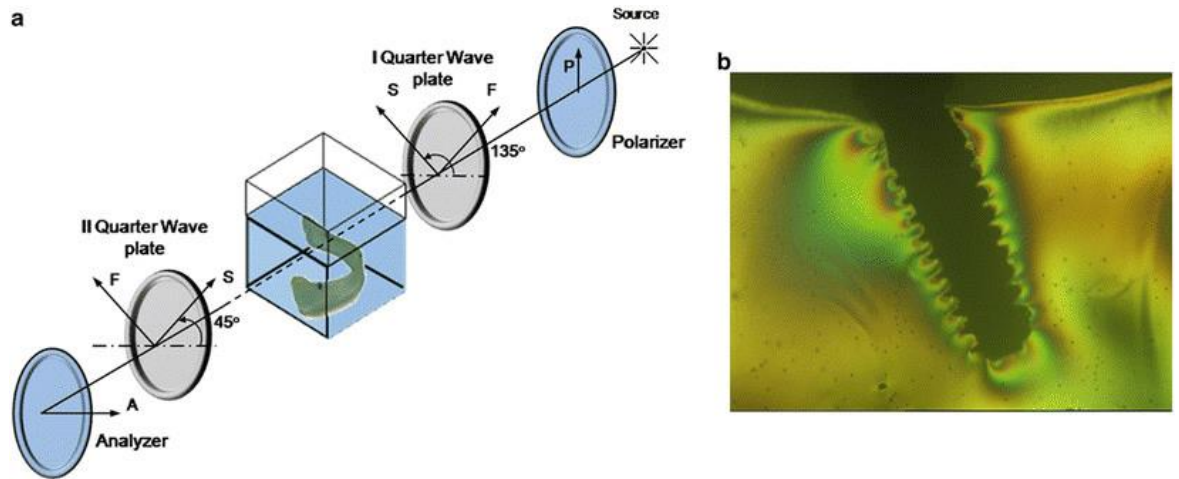 a
Source
I Quarter Wave
plate
S
F
P
135°
Polarizer
II Quarter Wave
plate
F
S
45°
A
Analyzer
b